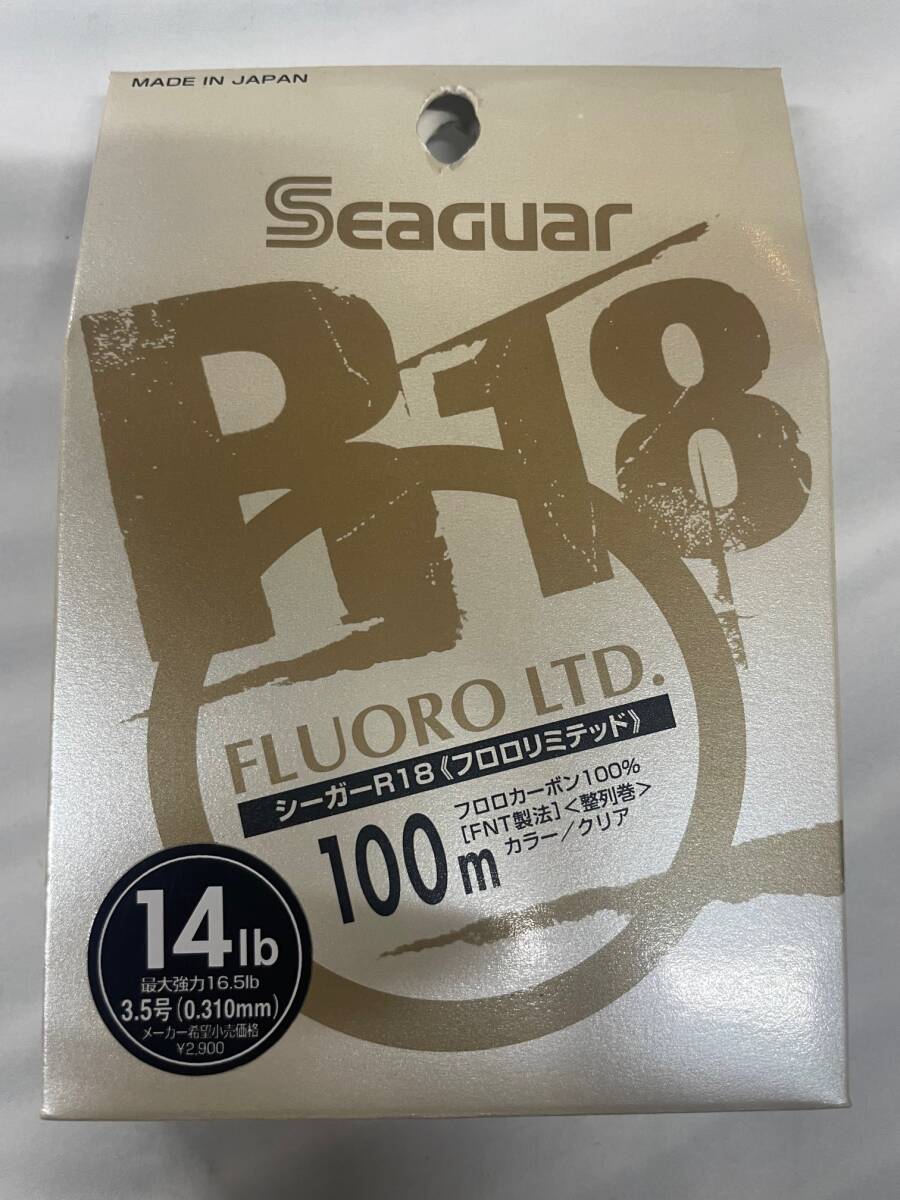 MADE IN JAPAN
SEAGUAR
R18
FLUORO LTD.
シーガーR18《フロロリミテッド》
100m
フロロカーボン100%
[FNT製法]<整列巻>
カラー/クリア
14lb
最大強力16.5lb
3.5号(0.310mm)
メーカー希望小売価格
¥2,900